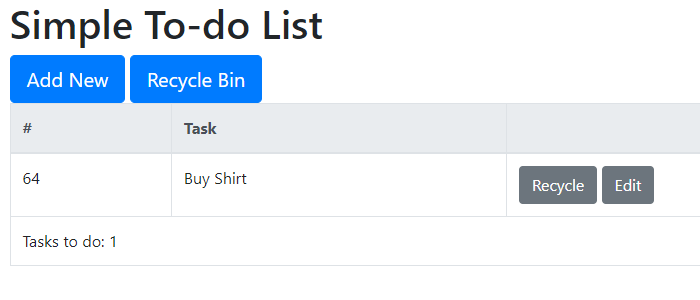 Simple To-do List
Add New Recycle Bin
# Task
64 Buy Shirt Recycle Edit
Tasks to do: 1